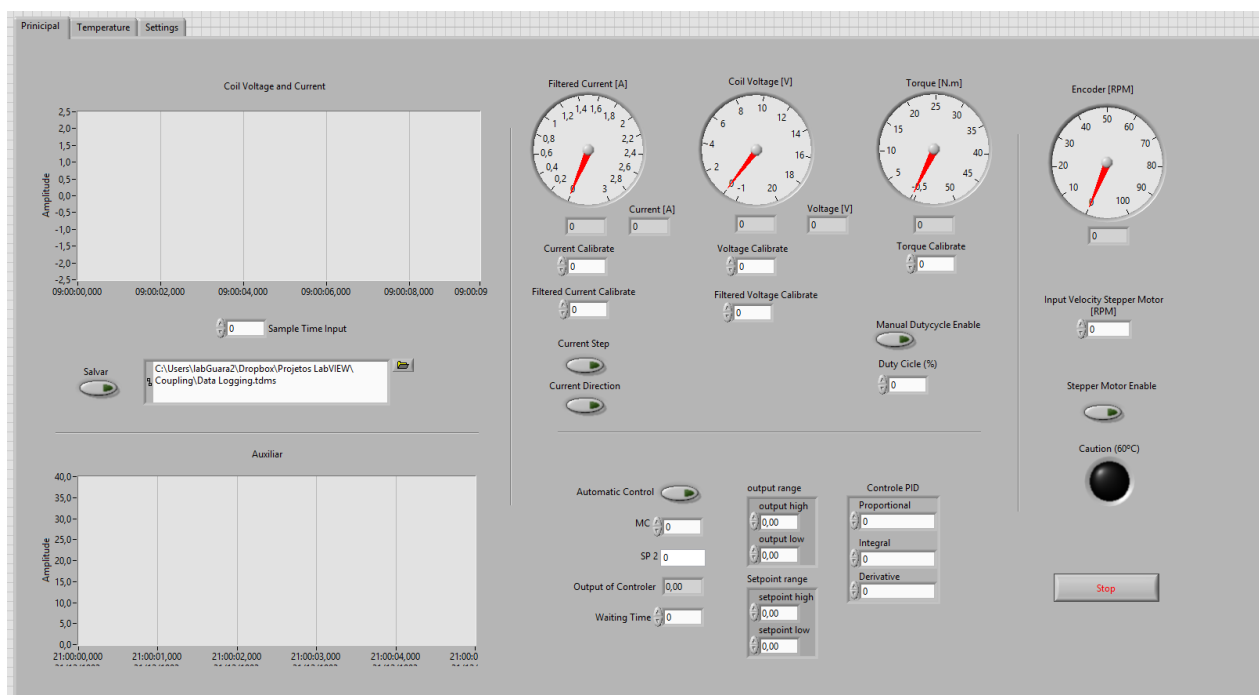 Prinicipal Temperature Settings
Coil Voltage and Current
Amplitude
2,5
2,0
1,5
1,0
0,5
0,0
-0,5
-1,0
-1,5
-2,0
-2,5
09:00:00,000 09:00:02,000 09:00:04,000 09:00:06,000 09:00:08,000 09:00:09
0 Sample Time Input
Salvar
C:\Users\labGuara2\Dropbox\Projetos LabVIEW\
Coupling\Data Logging.tdms
Auxiliar
Amplitude
40,0
35,0
30,0
25,0
20,0
15,0
10,0
5,0
0,0
21:00:00,000 21:00:01,000 21:00:02,000 21:00:03,000 21:00:04,000 21:00:0
Filtered Current [A]
0 0,2 0,4 0,6 0,8 1 1,2 1,4 1,6 1,8 2 2,2 2,4 2,6 2,8 3
0
Current [A]
0
Current Calibrate
0
Filtered Current Calibrate
0
Current Step
Current Direction
Coil Voltage [V]
-1 0 2 4 6 8 10 12 14 16 18 20
0
Voltage [V]
0
Voltage Calibrate
0
Filtered Voltage Calibrate
0
Torque [N.m]
-0,5 5 10 15 20 25 30 35 40 45 50
0
Torque Calibrate
0
Manual Dutycycle Enable
Duty Cicle (%)
0
Encoder [RPM]
0 10 20 30 40 50 60 70 80 90 100
0
Input Velocity Stepper Motor
[RPM]
0
Stepper Motor Enable
Caution (60ºC)
Stop
Automatic Control
MC 0
SP 2 0
Output of Controler 0,00
Waiting Time 0
output range
output high
0,00
output low
0,00
Setpoint range
setpoint high
0,00
setpoint low
0,00
Controle PID
Proportional
0
Integral
0
Derivative
0